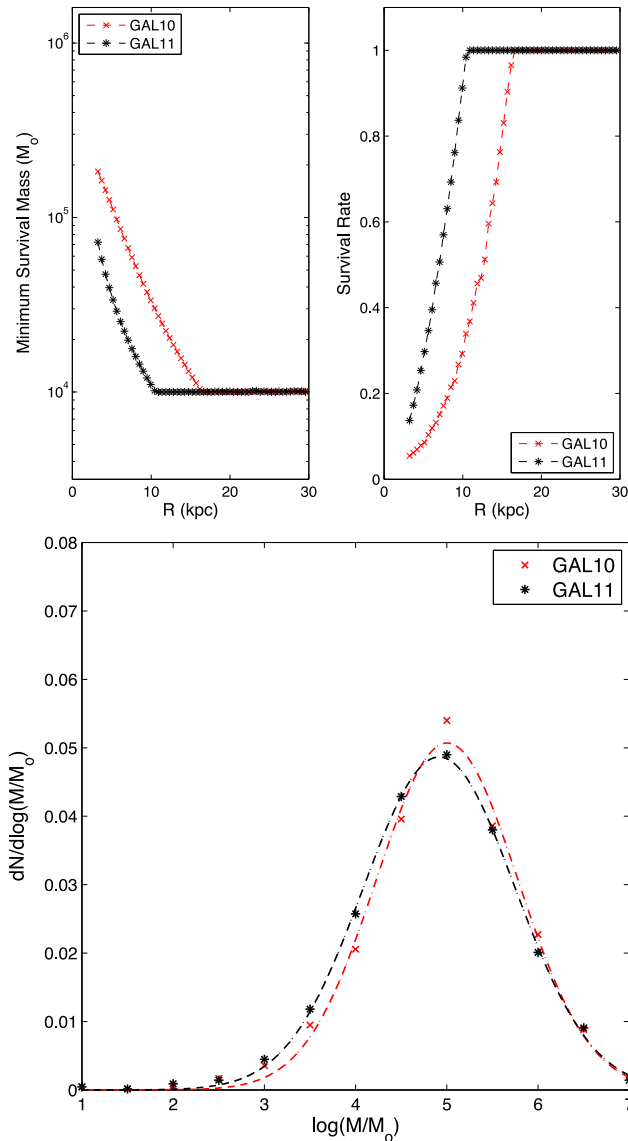 GAL10
GAL11
10^6
10^5
10^4
Minimum Survival Mass (M_o)
0
10
20
30
R (kpc)
1
0.8
0.6
0.4
0.2
0
Survival Rate
GAL10
GAL11
0
10
20
30
R (kpc)
0.08
0.07
0.06
0.05
0.04
0.03
0.02
0.01
0
dN/dlog(M/M_o)
GAL10
GAL11
1
2
3
4
5
6
7
log(M/M_o)